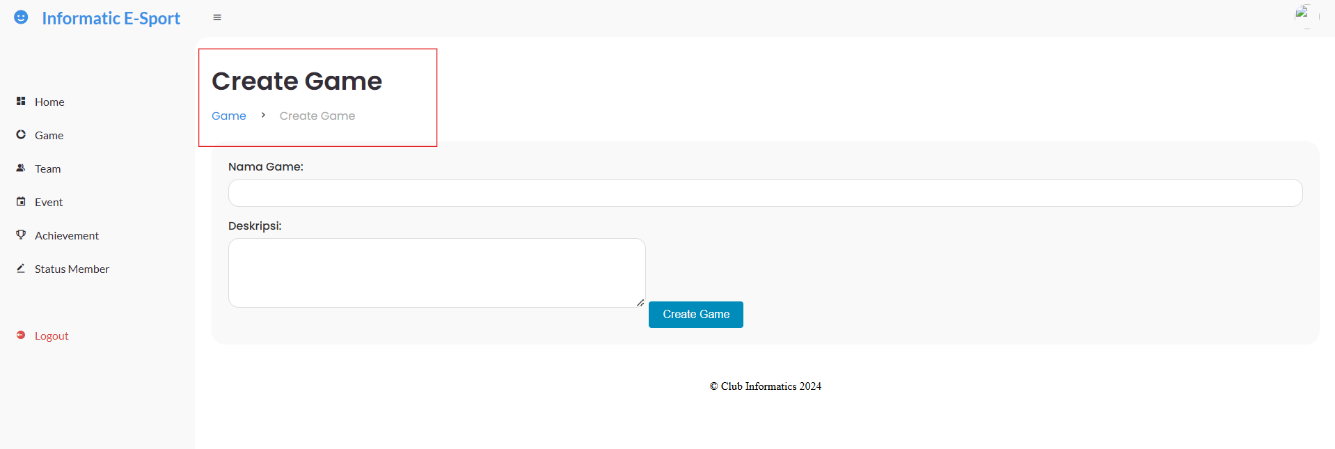 Informatic E-Sport
Home
Game
Team
Event
Achievement
Status Member
Logout
Create Game
Game > Create Game
Nama Game:
Deskripsi:
Create Game
© Club Informatics 2024